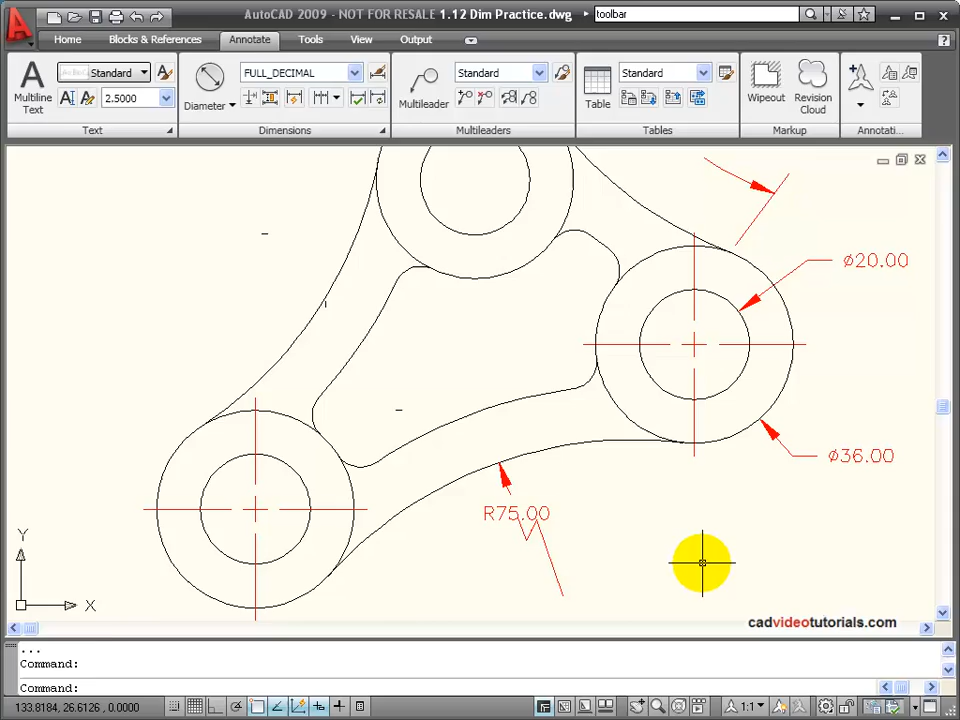 AutoCAD 2009 - NOT FOR RESALE 1.12 Dim Practice.dwg
toolbar
Home
Blocks & References
Annotate
Tools
View
Output
Multiline Text
Standard
2.5000
Text
Diameter
FULL_DECIMAL
Dimensions
Multileader
Standard
Multileaders
Table
Standard
Tables
Wipeout
Revision Cloud
Markup
Annotati...
ø20.00
ø36.00
R75.00
Y
X
cadvideotutorials.com
...
Command:
Command:
133.8184, 26.6126, 0.0000
1:1